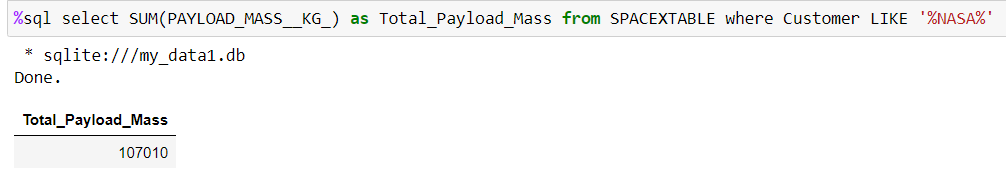 %sql select SUM(PAYLOAD_MASS__KG_) as Total_Payload_Mass from SPACEXTABLE where Customer LIKE '%NASA%'
* sqlite:///my_data1.db
Done.
Total_Payload_Mass
107010